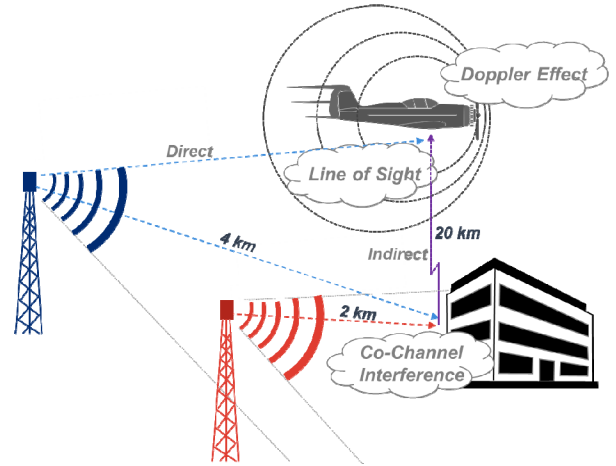 Doppler Effect
Direct
Line of Sight
4 km
20 km
Indirect
2 km
Co-Channel
Interference